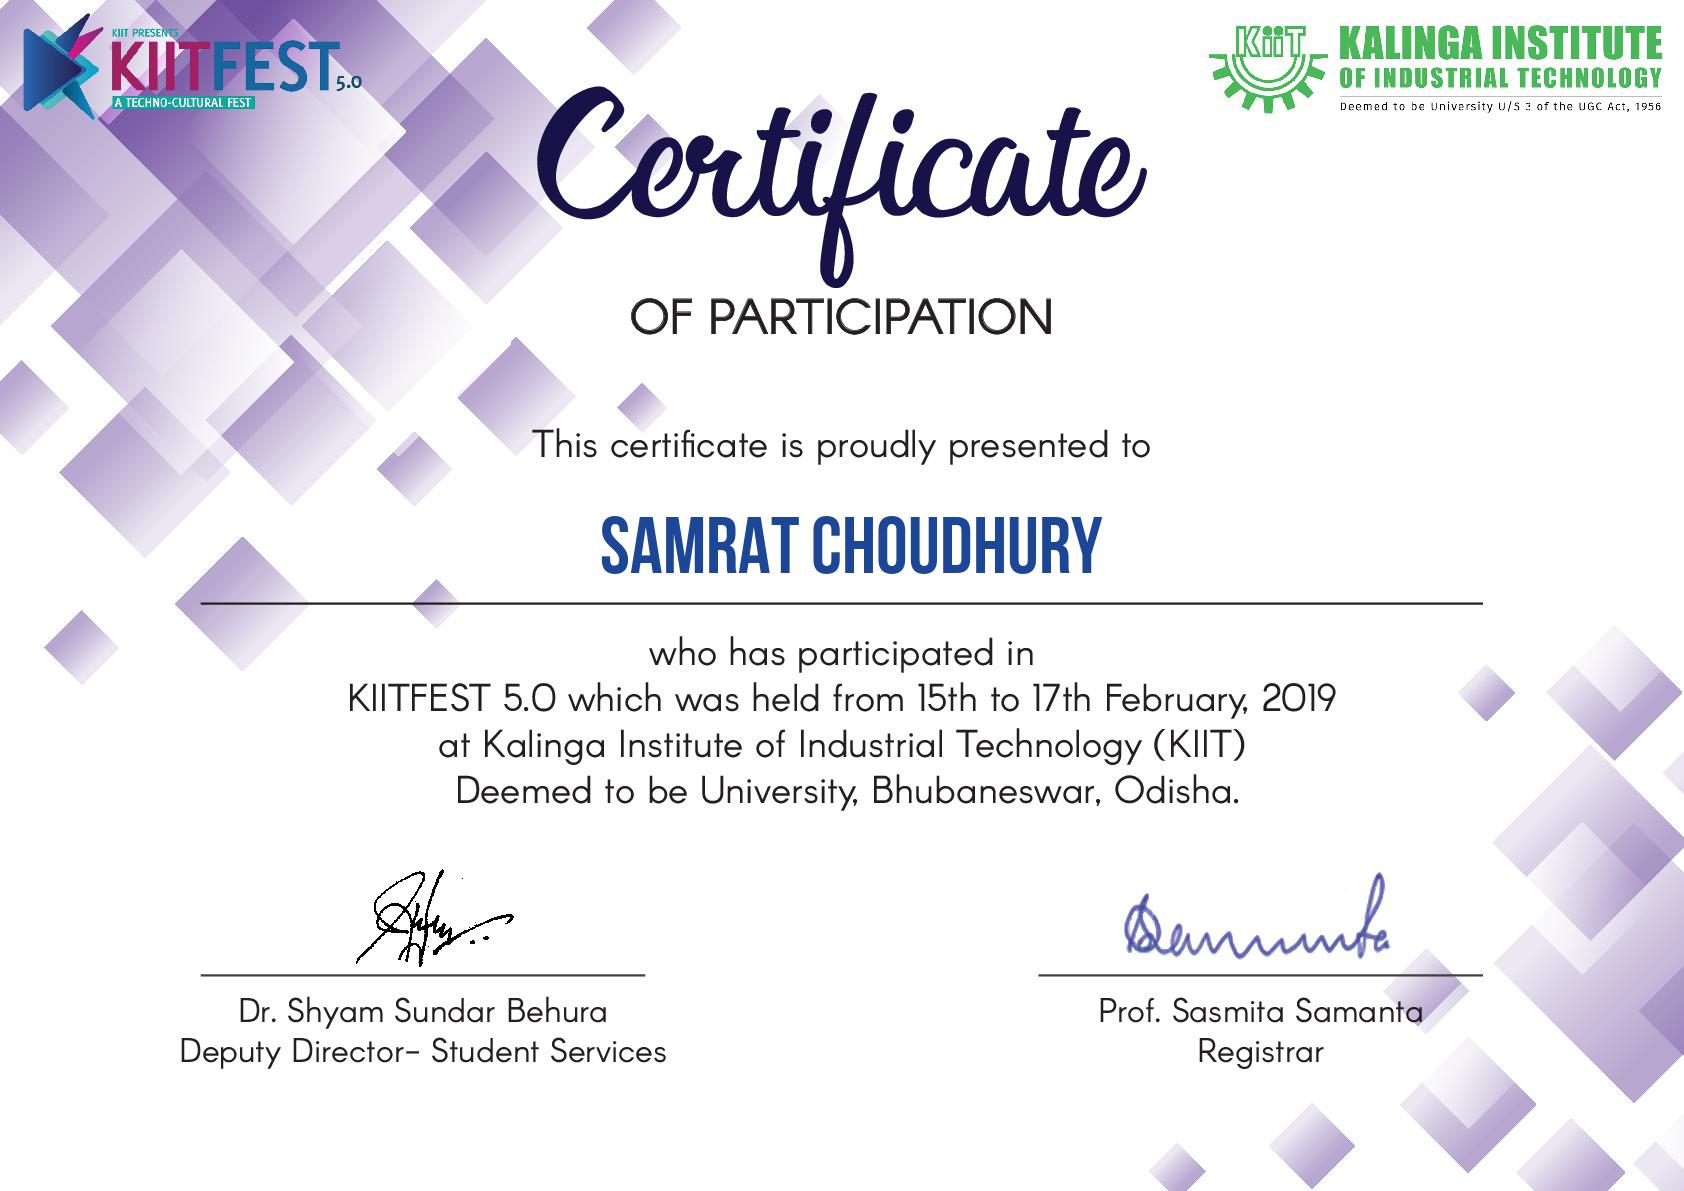 KIIT PRESENTS
KIITFEST 5.0
A TECHNO-CULTURAL FEST
KiiT
KALINGA INSTITUTE
OF INDUSTRIAL TECHNOLOGY
Deemed to be University U/S 3 of the UGC Act, 1956
Certificate
OF PARTICIPATION
This certificate is proudly presented to
SAMRAT CHOUDHURY
who has participated in
KIITFEST 5.0 which was held from 15th to 17th February, 2019
at Kalinga Institute of Industrial Technology (KIIT)
Deemed to be University, Bhubaneswar, Odisha.
Dr. Shyam Sundar Behura
Deputy Director- Student Services
Prof. Sasmita Samanta
Registrar